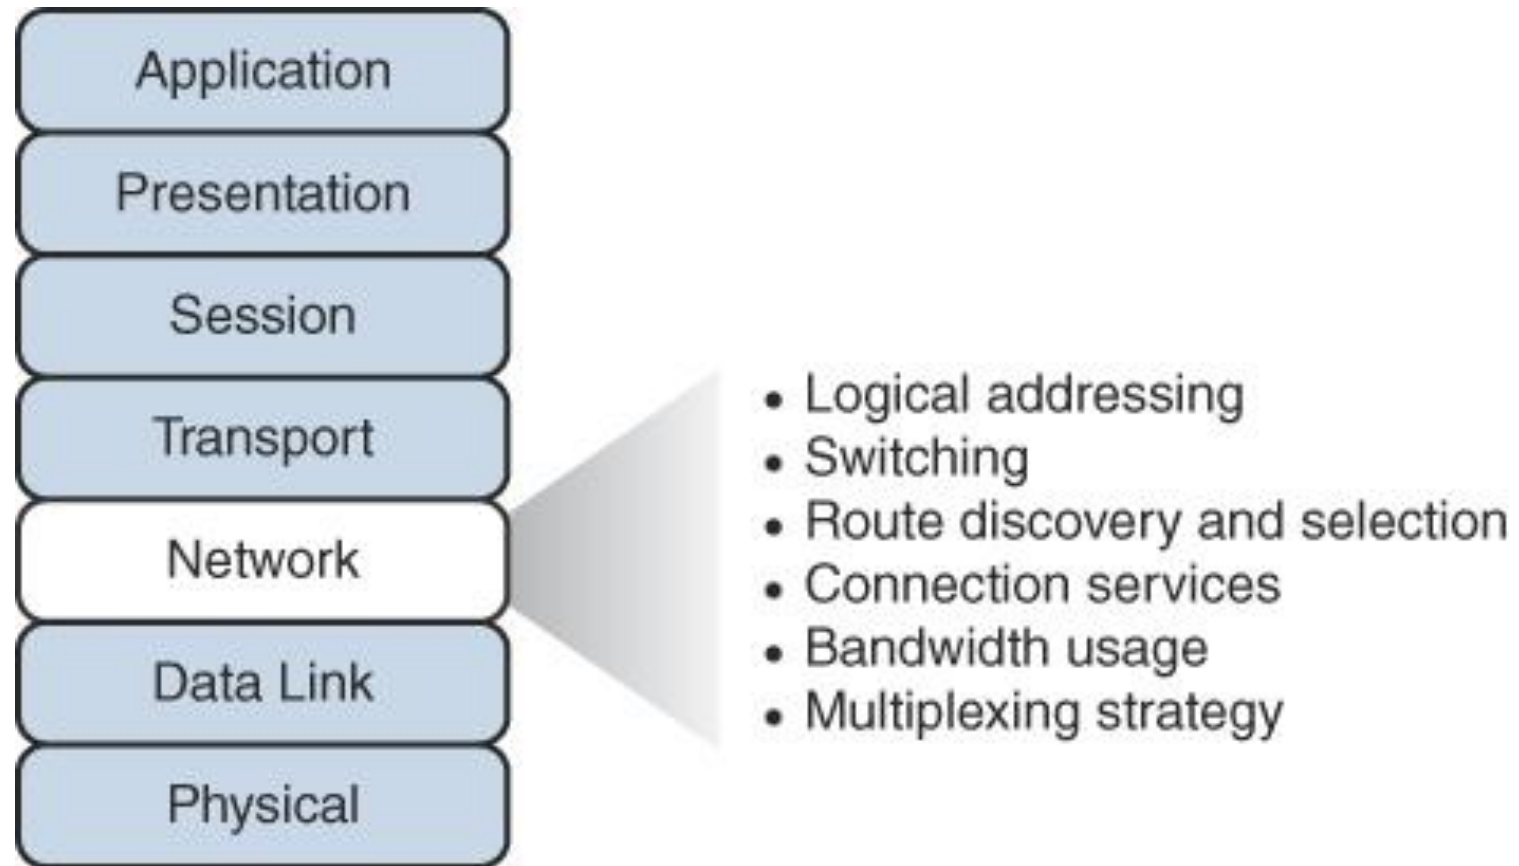 Application
Presentation
Session
Transport
Network
Data Link
Physical
• Logical addressing
• Switching
• Route discovery and selection
• Connection services
• Bandwidth usage
• Multiplexing strategy